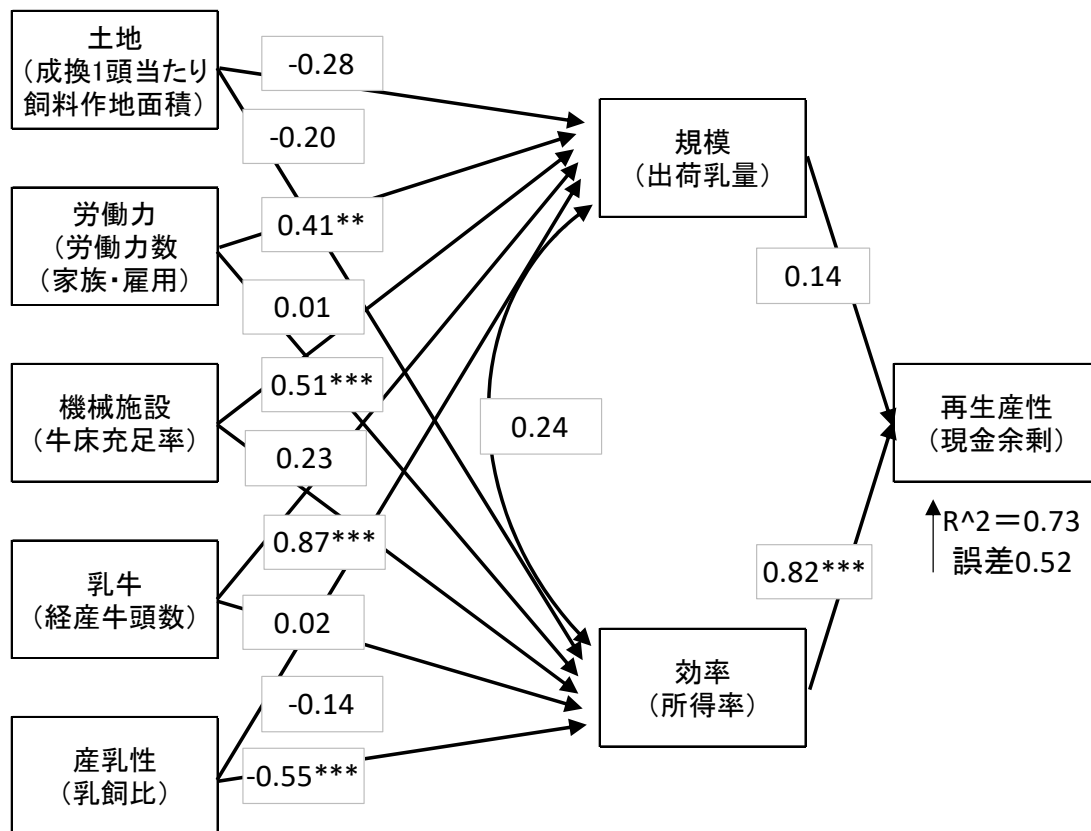 土地
（成換1頭当たり
飼料作地面積）
労働力
（労働力数
（家族・雇用）
機械施設
（牛床充足率）
乳牛
（経産牛頭数）
産乳性
（乳飼比）
-0.28
-0.20
0.41**
0.01
0.51***
0.23
0.87***
0.02
-0.14
-0.55***
規模
（出荷乳量）
0.24
効率
（所得率）
0.14
0.82***
再生産性
（現金余剰）
R^2＝0.73
誤差0.52